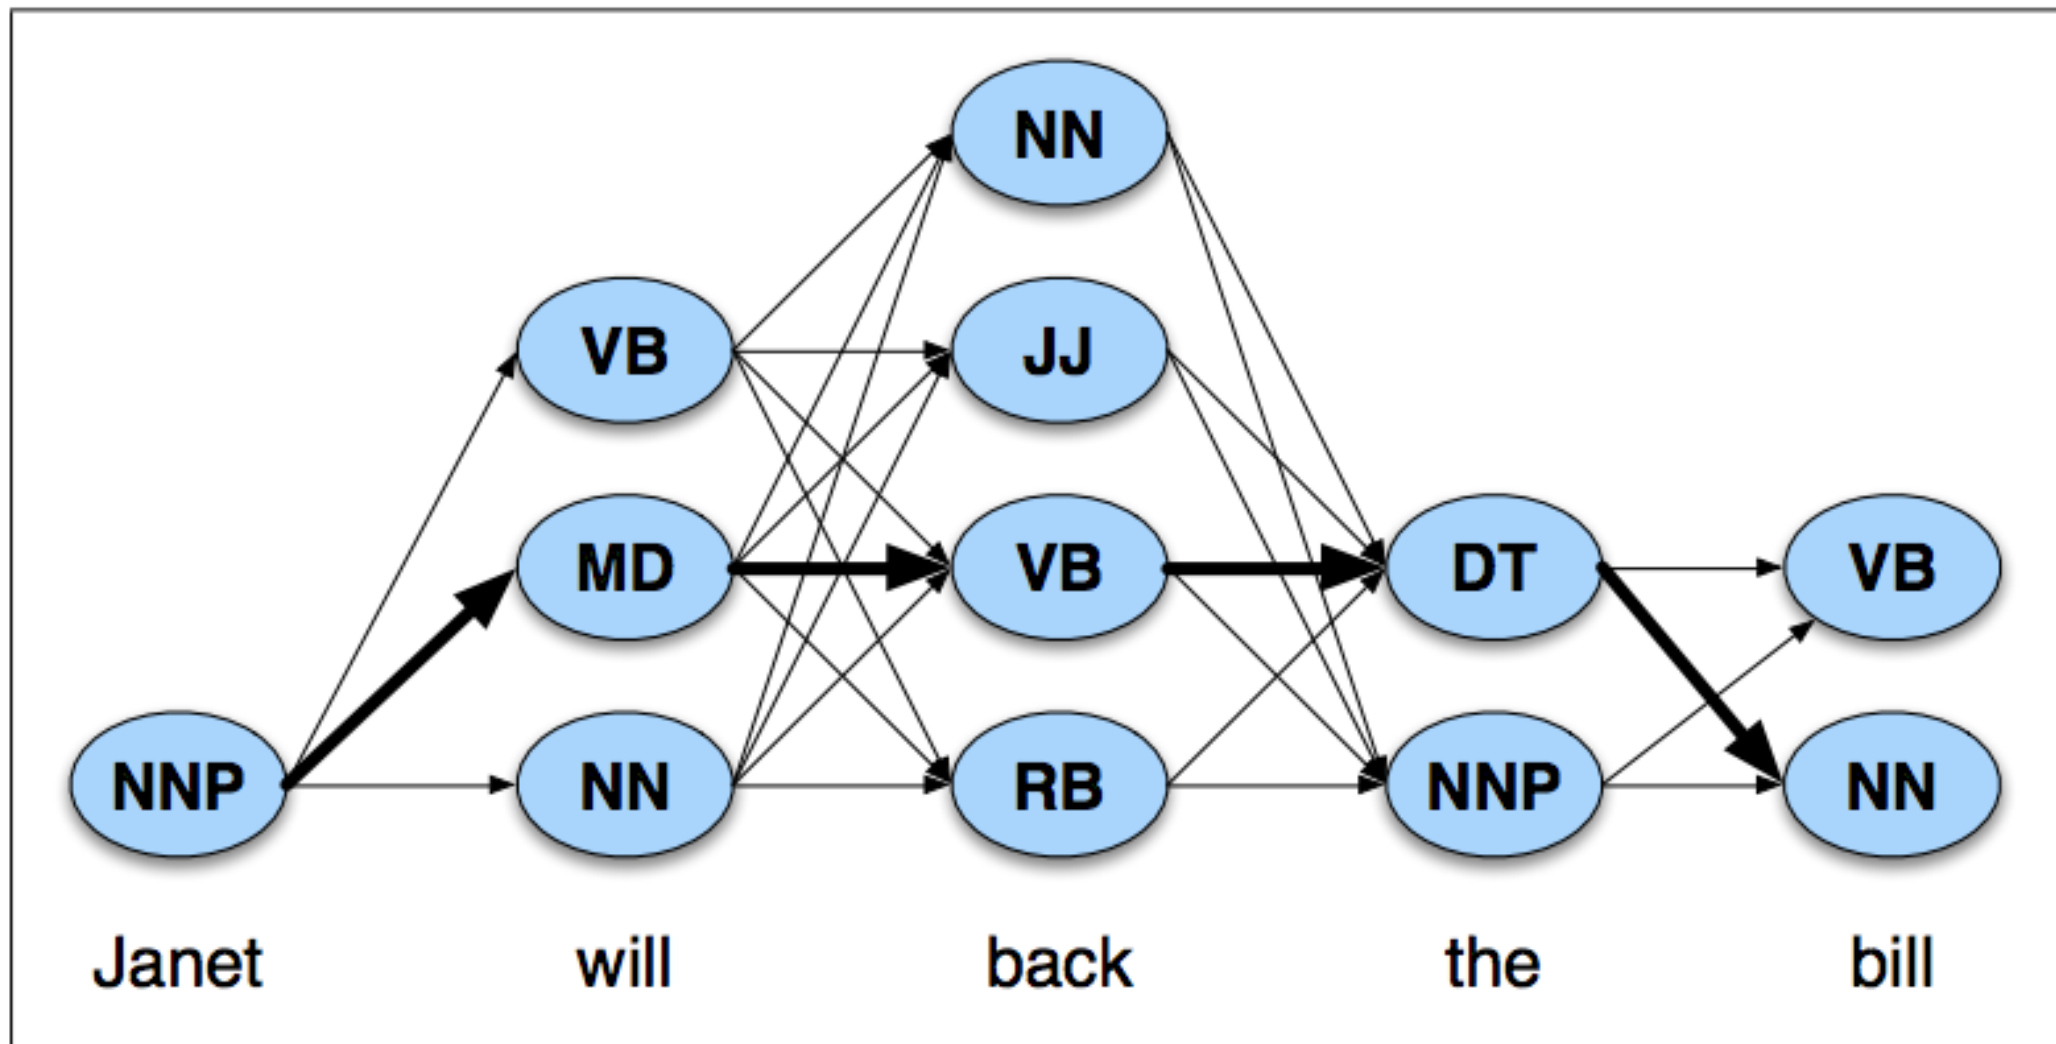 NN
VB JJ
MD VB DT VB
NNP NN RB NNP NN
Janet will back the bill